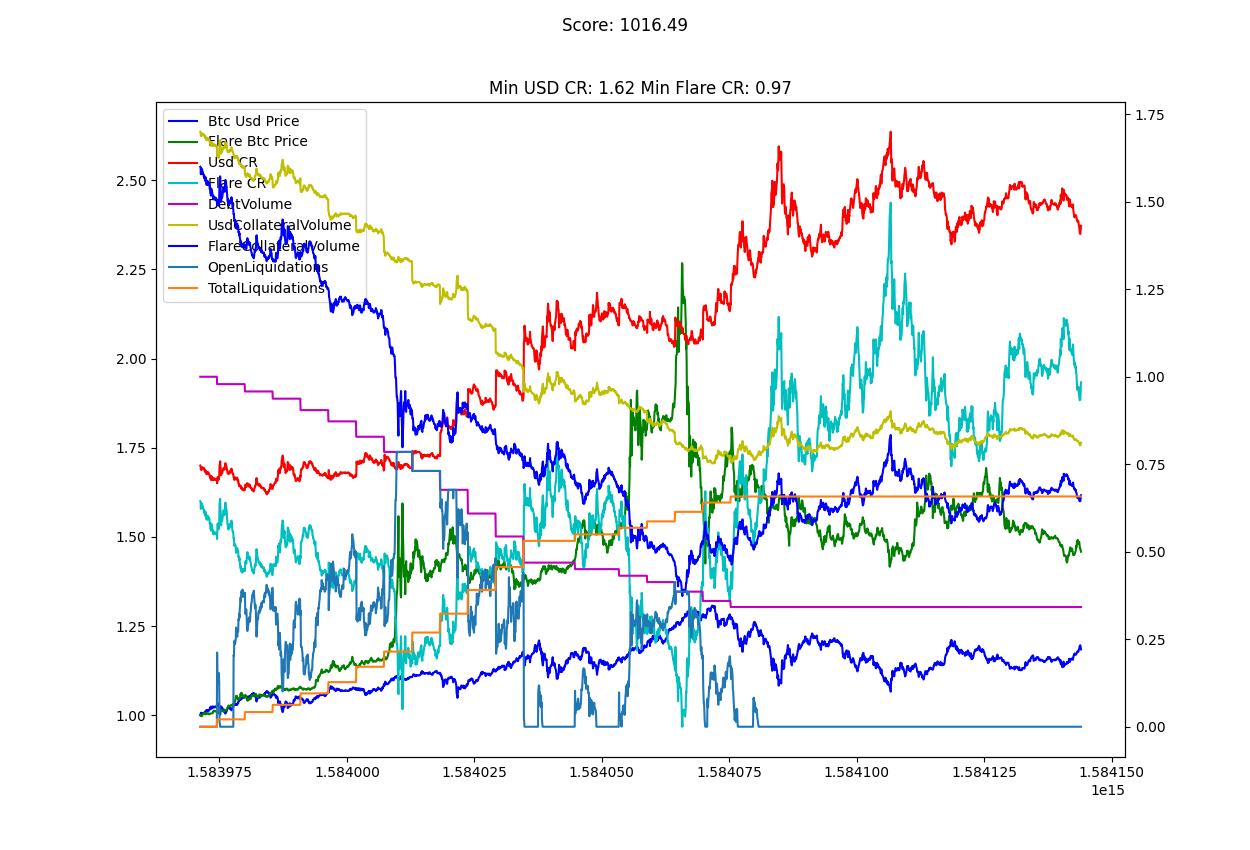 Score: 1016.49
Min USD CR: 1.62 Min Flare CR: 0.97
Btc Usd Price
Flare Btc Price
Usd CR
Flare CR
DebtVolume
UsdCollateralVolume
FlareCollateralVolume
OpenLiquidations
TotalLiquidations
2.50
2.25
2.00
1.75
1.50
1.25
1.00
1.75
1.50
1.25
1.00
0.75
0.50
0.25
0.00
1.583975
1.584000
1.584025
1.584050
1.584075
1.584100
1.584125
1.584150
1e15